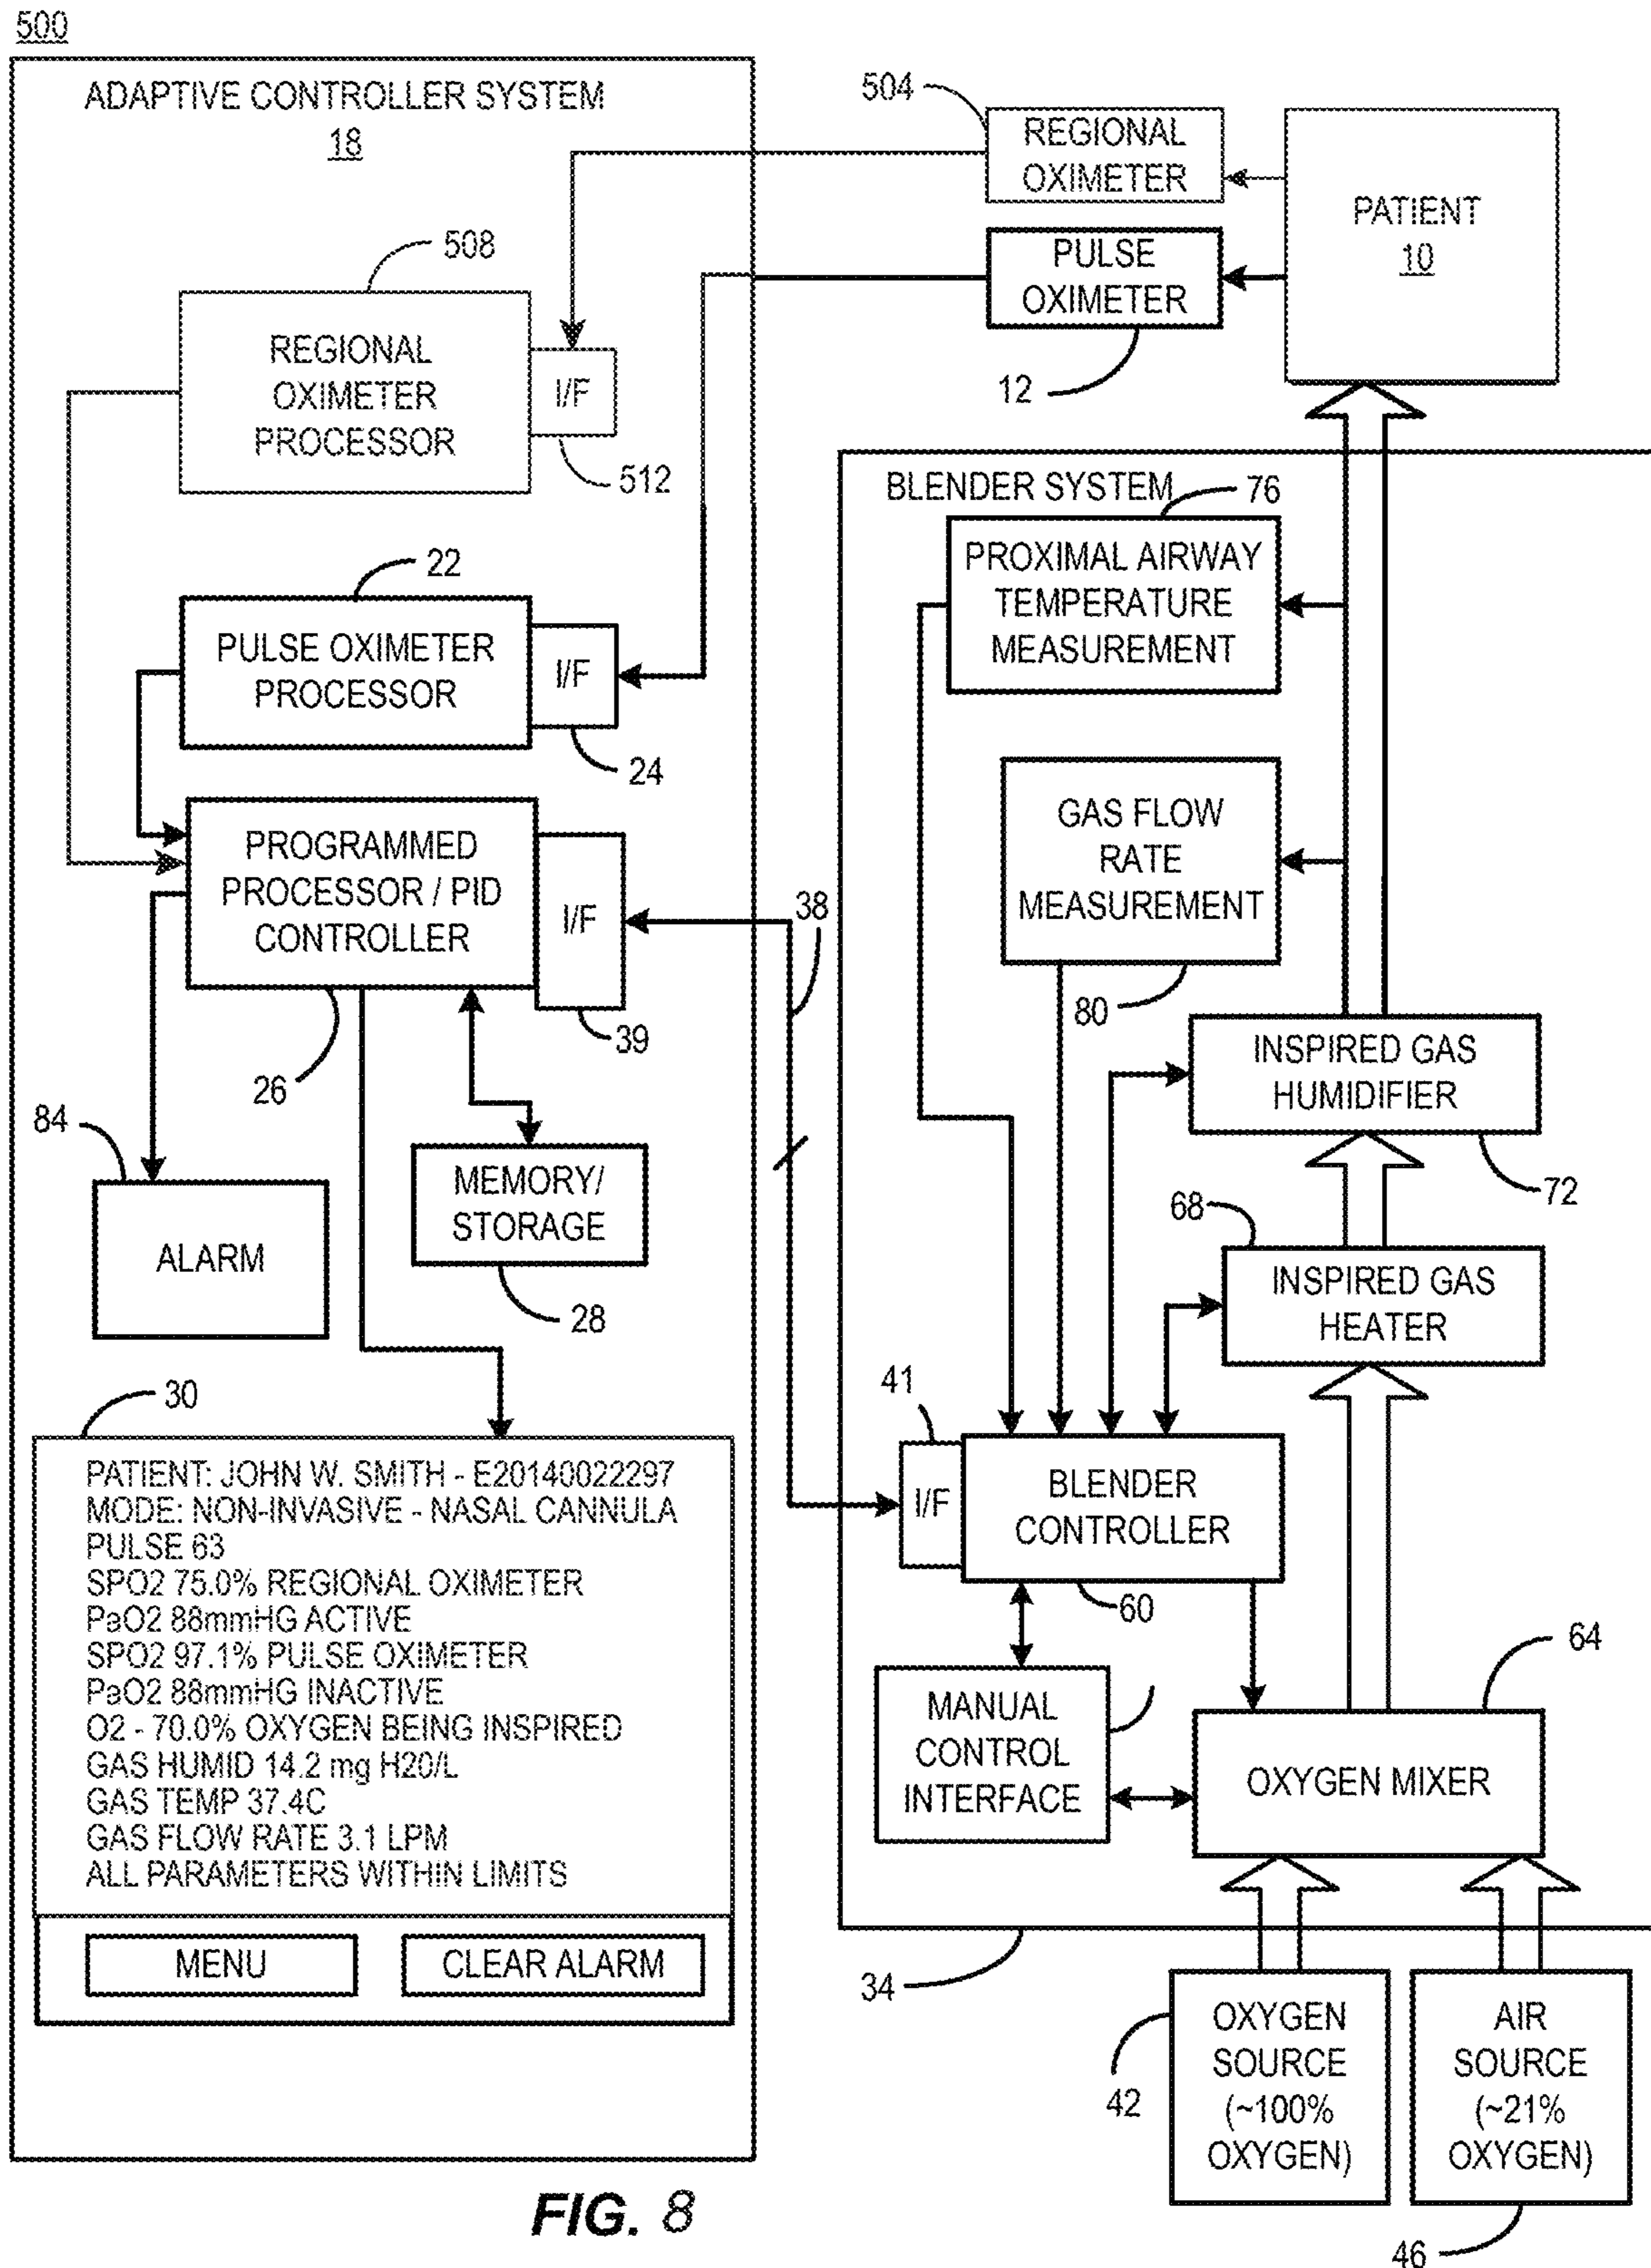 500
ADAPTIVE CONTROLLER SYSTEM
18
504
REGIONAL
OXIMETER
PATIENT
10
PULSE
OXIMETER
12
508
REGIONAL
OXIMETER
PROCESSOR
I/F
512
BLENDER SYSTEM
76
PROXIMAL AIRWAY
TEMPERATURE
MEASUREMENT
22
PULSE OXIMETER
PROCESSOR
I/F
24
GAS FLOW
RATE
MEASUREMENT
80
PROGRAMMED
PROCESSOR / PID
CONTROLLER
I/F
38
39
26
INSPIRED GAS
HUMIDIFIER
72
84
ALARM
MEMORY/
STORAGE
28
68
INSPIRED GAS
HEATER
30
41
I/F
BLENDER
CONTROLLER
60
PATIENT: JOHN W. SMITH - E20140022297
MODE: NON-INVASIVE - NASAL CANNULA
PULSE 63
SPO2 75.0% REGIONAL OXIMETER
PaO2 88mmHG ACTIVE
SPO2 97.1% PULSE OXIMETER
PaO2 88mmHG INACTIVE
O2 - 70.0% OXYGEN BEING INSPIRED
GAS HUMID 14.2 mg H20/L
GAS TEMP 37.4C
GAS FLOW RATE 3.1 LPM
ALL PARAMETERS WITHIN LIMITS
MENU
CLEAR ALARM
64
MANUAL
CONTROL
INTERFACE
OXYGEN MIXER
34
OXYGEN
SOURCE
(~100%
OXYGEN)
42
AIR
SOURCE
(~21%
OXYGEN)
46
FIG. 8